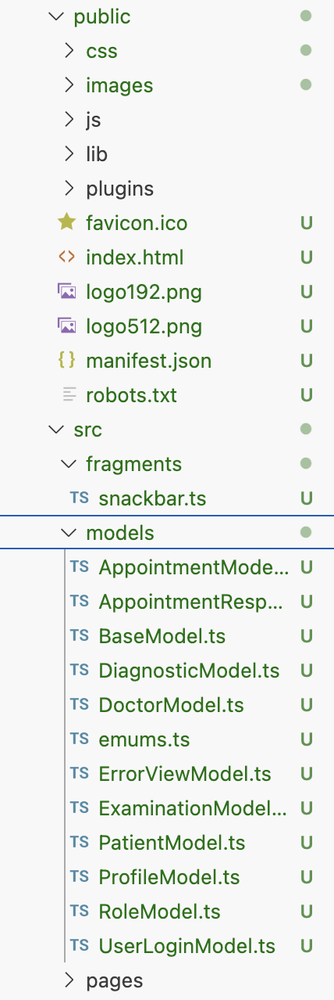 public
css
images
js
lib
plugins
favicon.ico U
index.html U
logo192.png U
logo512.png U
manifest.json U
robots.txt U
src
fragments
TS snackbar.ts U
models
TS AppointmentMode... U
TS AppointmentResp... U
TS BaseModel.ts U
TS DiagnosticModel.ts U
TS DoctorModel.ts U
TS emums.ts U
TS ErrorViewModel.ts U
TS ExaminationModel... U
TS PatientModel.ts U
TS ProfileModel.ts U
TS RoleModel.ts U
TS UserLoginModel.ts U
pages